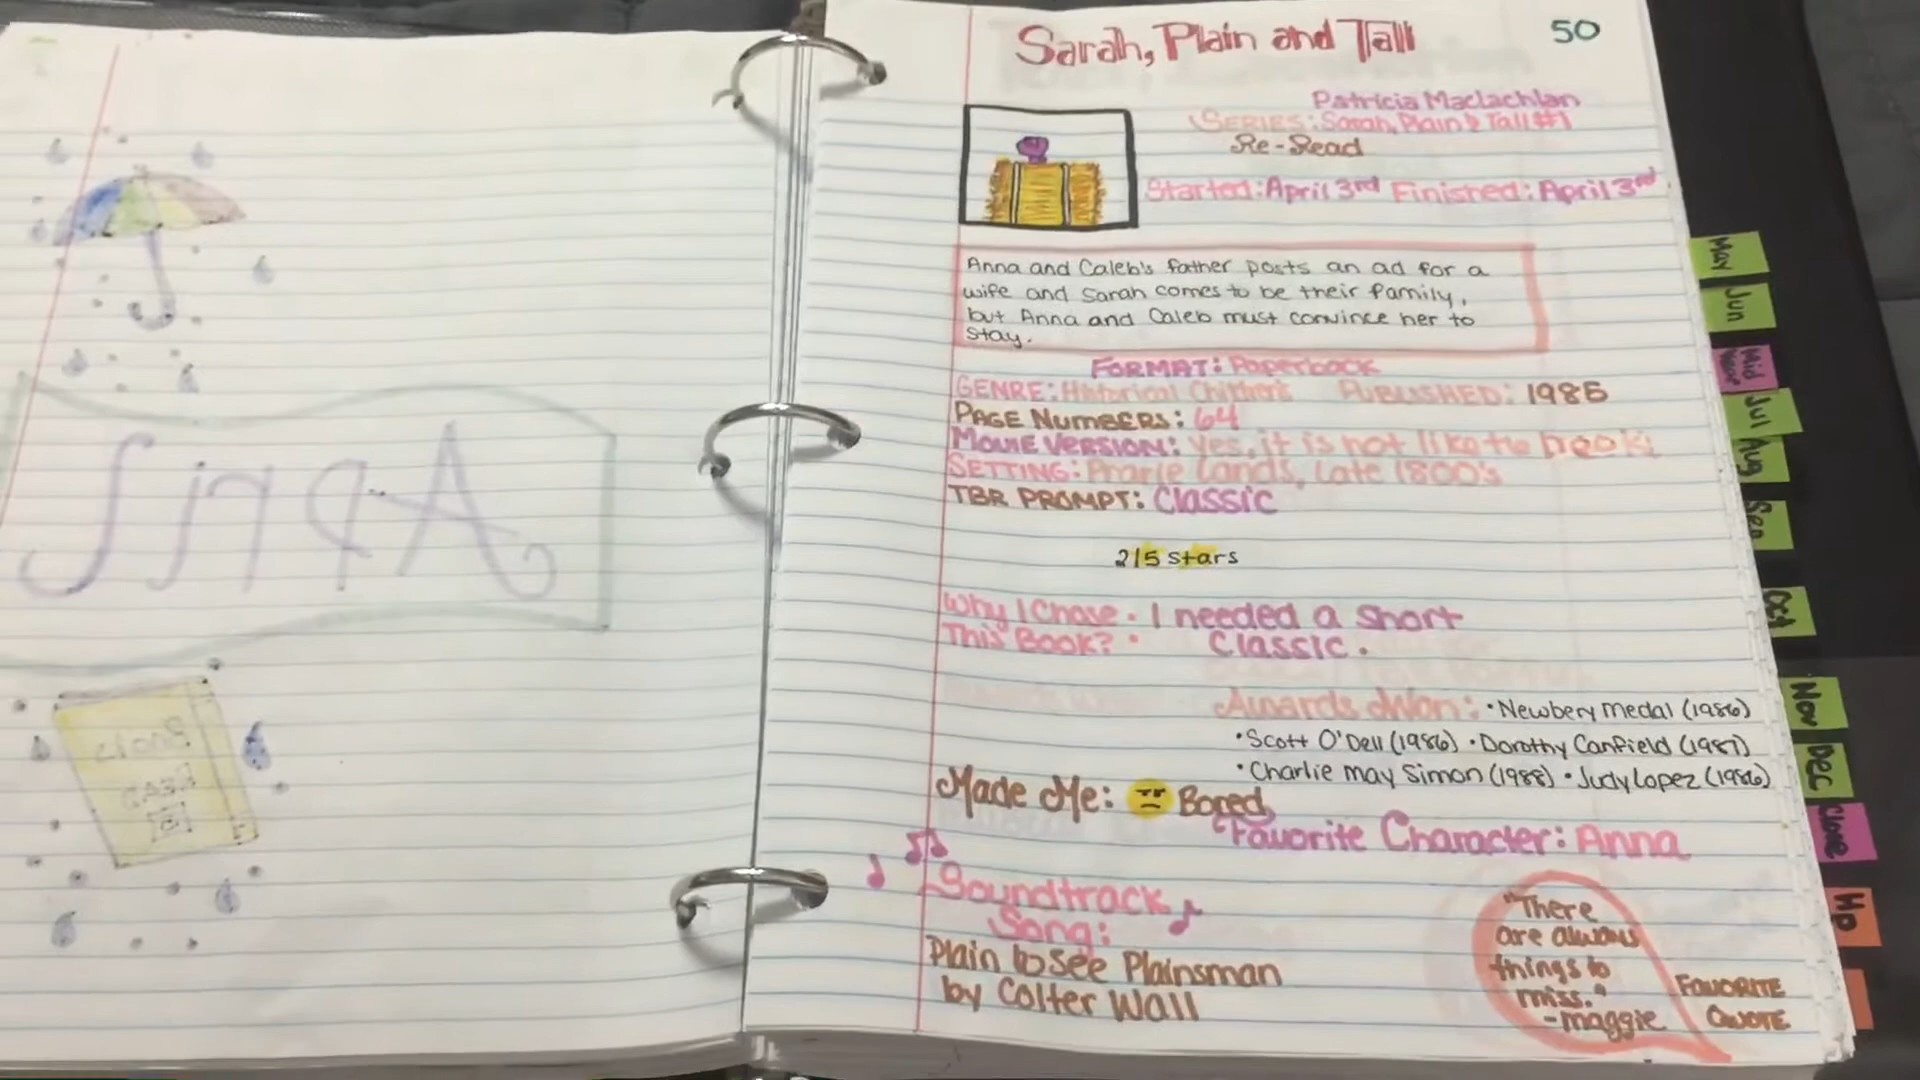 April
Books
Sarah, Plain and Tall
50
Patricia Maclachlan
Series: Sarah, Plain & Tall #1
Re-Read
Started: April 3rd Finished: April 3rd
Anna and Caleb's father posts an ad for a
wife and Sarah comes to be their family,
but Anna and Caleb must convince her to
stay.
FORMAT: Paperback
GENRE: Historical Children's PUBLISHED: 1985
PAGE NUMBERS: 64
MOVIE VERSION: yes, it is not like the book
SETTING: Prarie lands, Late 1800's
TBR PROMPT: Classic
2/5 stars
Why I Chose : I needed a short
This Book? Classic.
Awards Won: • Newbery medal (1986)
• Scott O'Dell (1986) • Dorothy Canfield (1987)
• Charlie may Simon (1988) • Judy Lopez (1986)
Made Me: Bored
Favorite Character: Anna
Soundtrack
Song:
Plain to See Plainsman
by Colter Wall
"There
are always
things to
miss."
-maggie
FAVORITE
QUOTE
May
Jun
Mid
Jul
Aug
Sep
Oct
Nov
DEC
Close
Hp